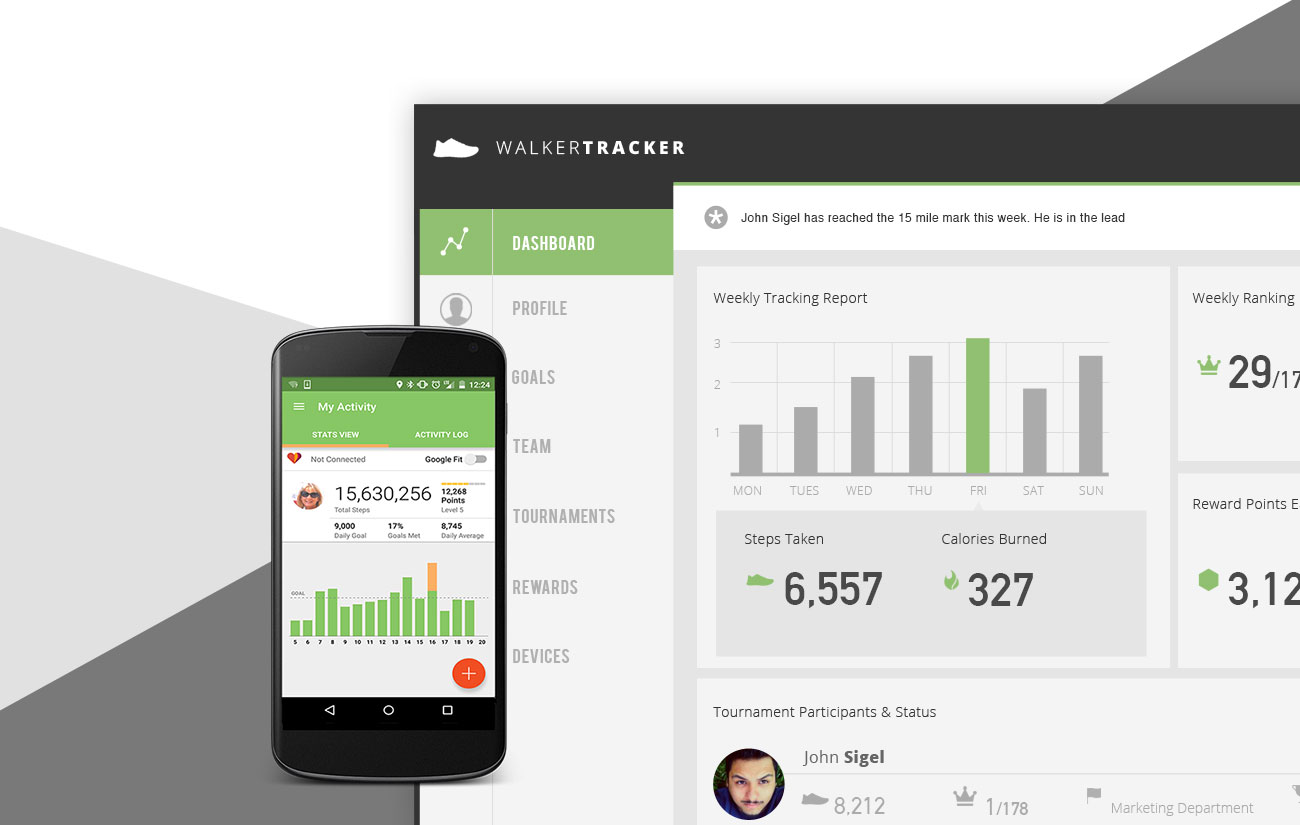 WALKERTRACKER
John Sigel has reached the 15 mile mark this week. He is in the lead
DASHBOARD
PROFILE
GOALS
TEAM
TOURNAMENTS
REWARDS
DEVICES
Weekly Tracking Report
3
2
1
MON TUES WED THU FRI SAT SUN
Steps Taken
6,557
Calories Burned
327
Weekly Ranking
29/17
Reward Points E
3,12
Tournament Participants & Status
John Sigel
8,212
1/178
Marketing Department
12:24
My Activity
STATS VIEW
ACTIVITY LOG
Not Connected
Google Fit
15,630,256
Total Steps
12,268
Points
Level 5
9,000
Daily Goal
17%
Goals Met
8,745
Daily Average
GOAL
5 6 7 8 9 10 11 12 13 14 15 16 17 18 19 20